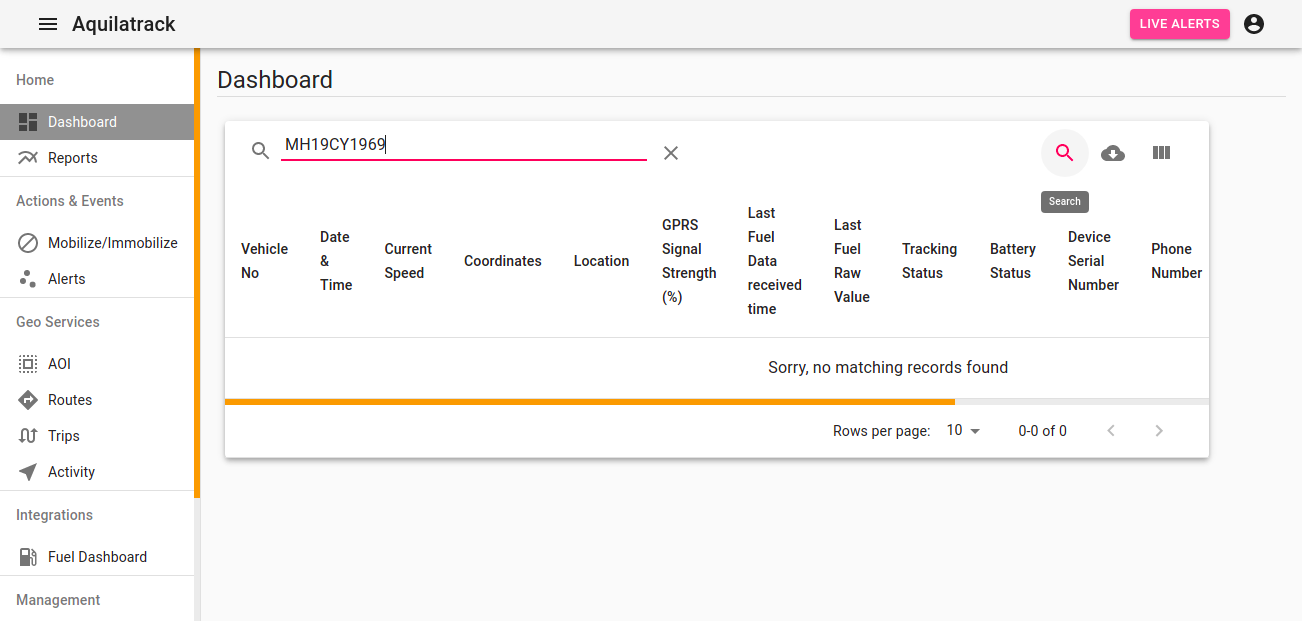 Aquilatrack
LIVE ALERTS
Home
Dashboard
Reports
Actions & Events
Mobilize/Immobilize
Alerts
Geo Services
AOI
Routes
Trips
Activity
Integrations
Fuel Dashboard
Management
Dashboard
MH19CY1969
Search
Vehicle
No
Date
&
Time
Current
Speed
Coordinates
Location
GPRS
Signal
Strength
(%)
Last
Fuel
Data
received
time
Last
Fuel
Raw
Value
Tracking
Status
Battery
Status
Device
Serial
Number
Phone
Number
Sorry, no matching records found
Rows per page: 10 0-0 of 0